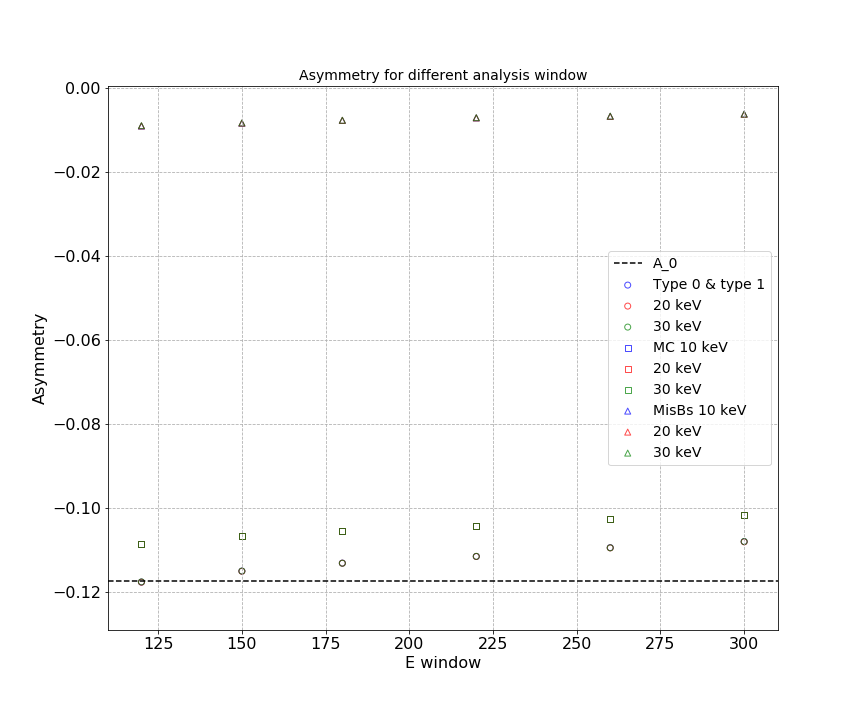 Asymmetry for different analysis window
0.00
−0.02
−0.04
−0.06
−0.08
−0.10
−0.12
Asymmetry
A_0
Type 0 & type 1
20 keV
30 keV
MC 10 keV
20 keV
30 keV
MisBs 10 keV
20 keV
30 keV
125 150 175 200 225 250 275 300
E window